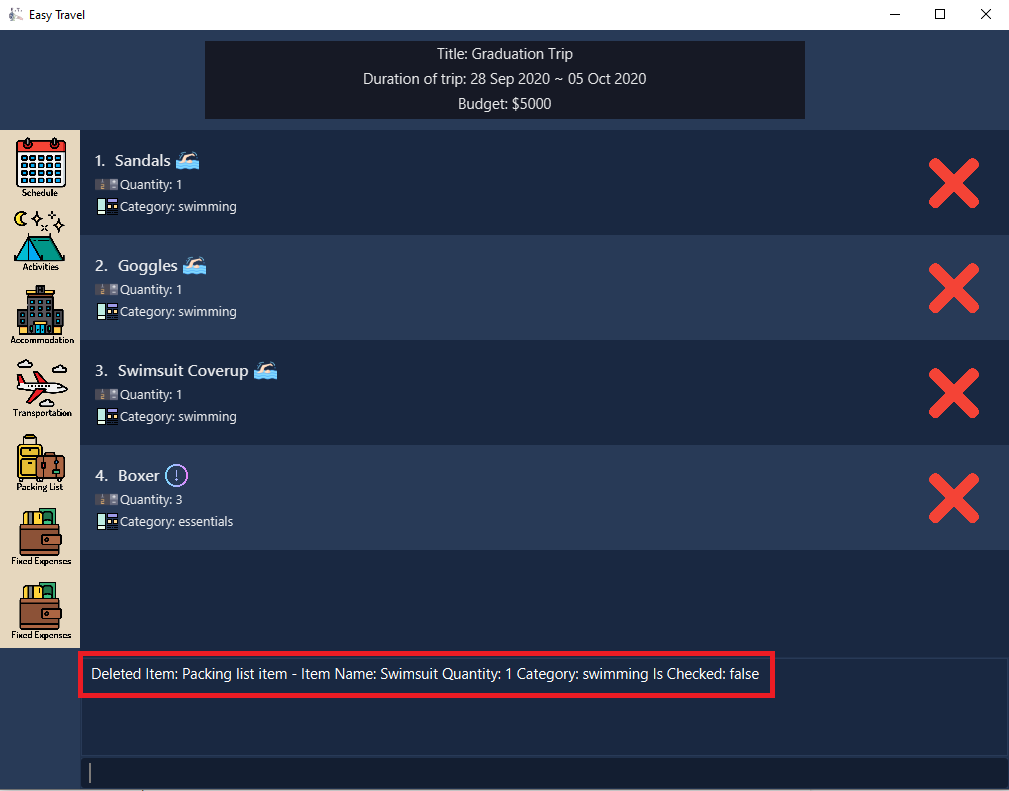 Easy Travel
Title: Graduation Trip
Duration of trip: 28 Sep 2020 ~ 05 Oct 2020
Budget: $5000
Schedule
Activities
Accommodation
Transportation
Packing List
Fixed Expenses
Fixed Expenses
1. Sandals
Quantity: 1
Category: swimming
2. Goggles
Quantity: 1
Category: swimming
3. Swimsuit Coverup
Quantity: 1
Category: swimming
4. Boxer
Quantity: 3
Category: essentials
Deleted Item: Packing list item - Item Name: Swimsuit Quantity: 1 Category: swimming Is Checked: false